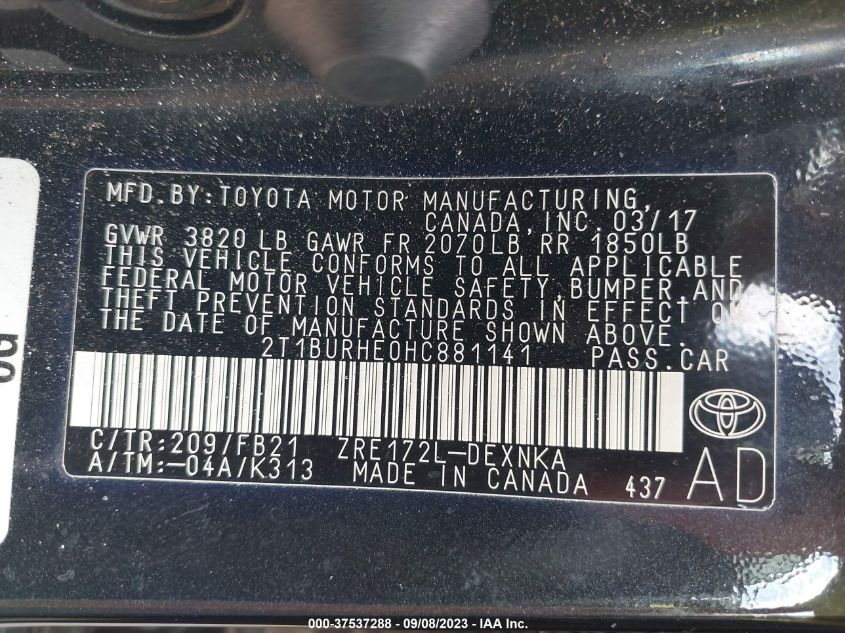 MFD.BY:TOYOTA MOTOR MANUFACTURING,
CANADA, INC. 03/17
GVWR 3820 LB GAWR FR 2070LB RR 1850LB
THIS VEHICLE CONFORMS TO ALL APPLICABLE
FEDERAL MOTOR VEHICLE SAFETY, BUMPER, AND
THEFT PREVENTION STANDARDS IN EFFECT ON
THE DATE OF MANUFACTURE SHOWN ABOVE.
2T1BURHE0HC881141 PASS.CAR
C/TR:209/FB21 ZRE172L-DEXNKA
A/TM:-04A/K313 MADE IN CANADA 437 AD
000-37537288 - 09/08/2023 - IAA Inc.